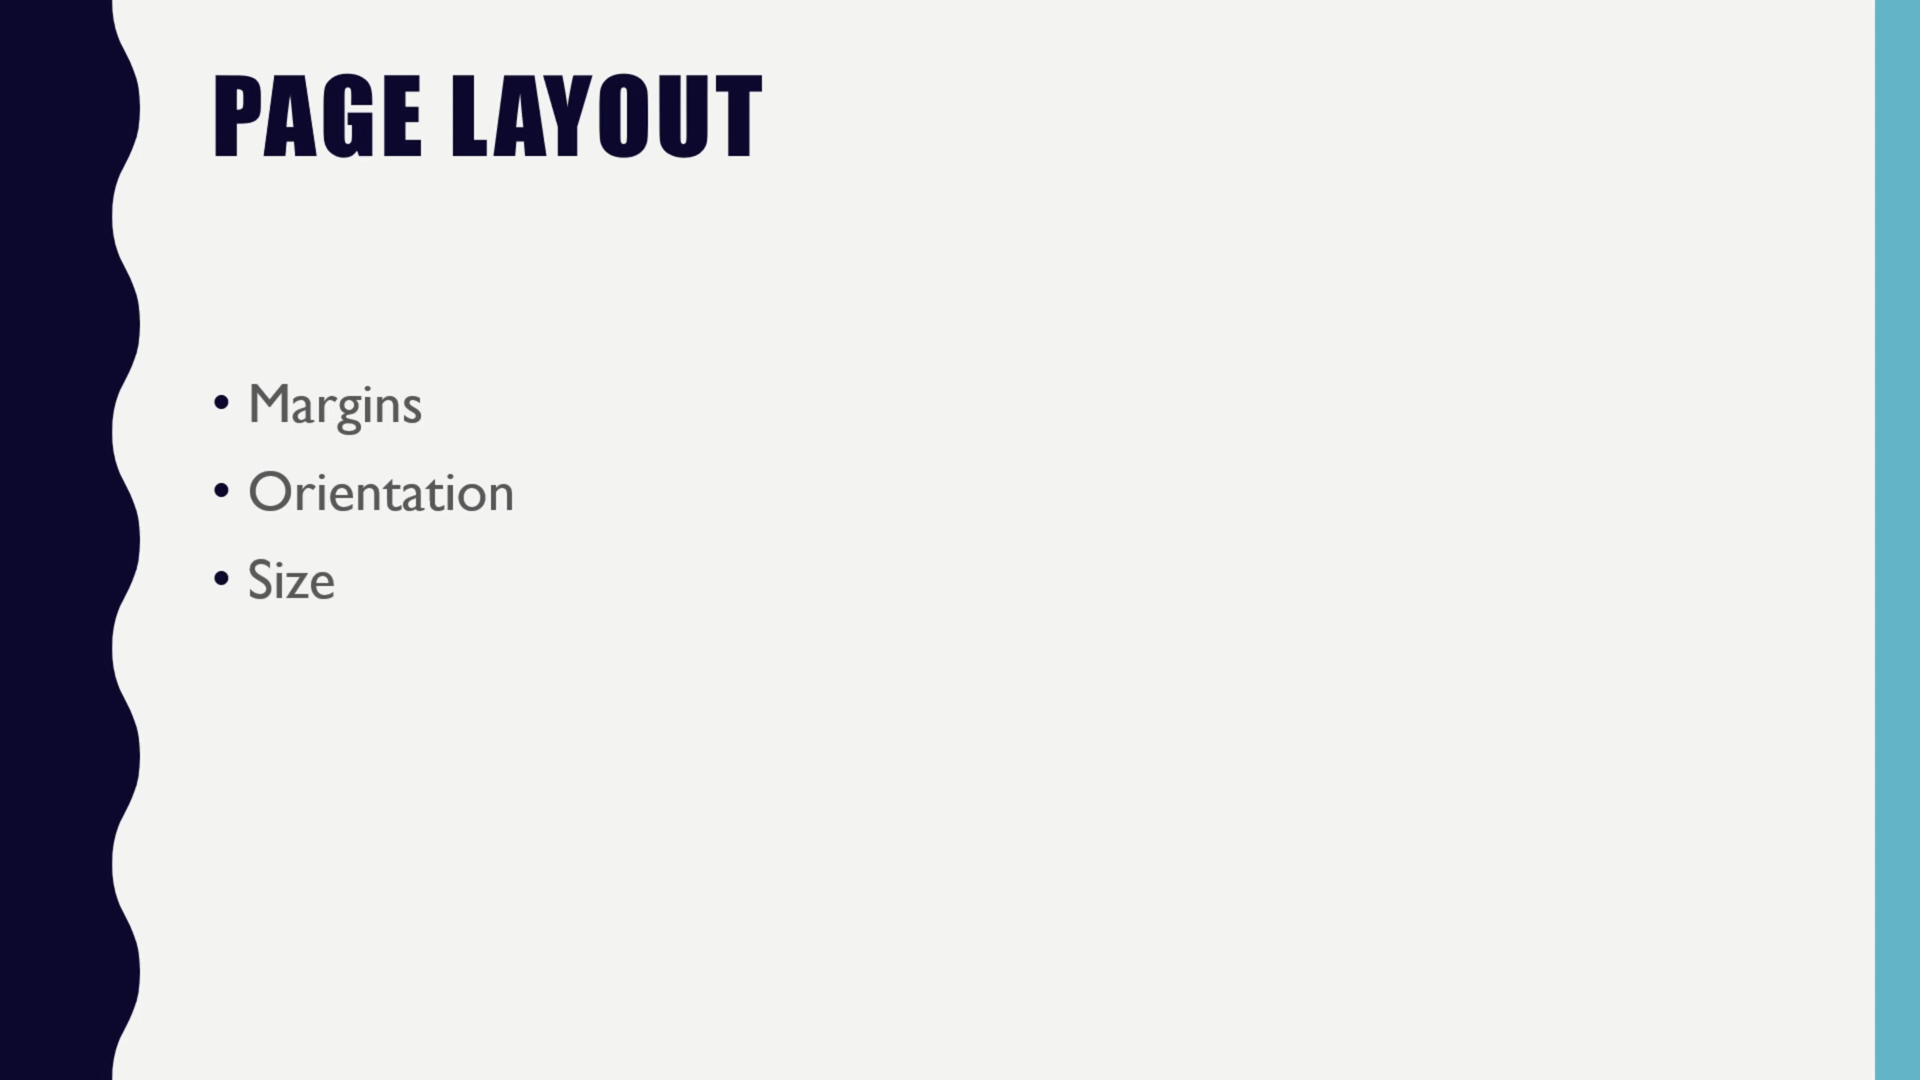 PAGE LAYOUT
• Margins
• Orientation
• Size